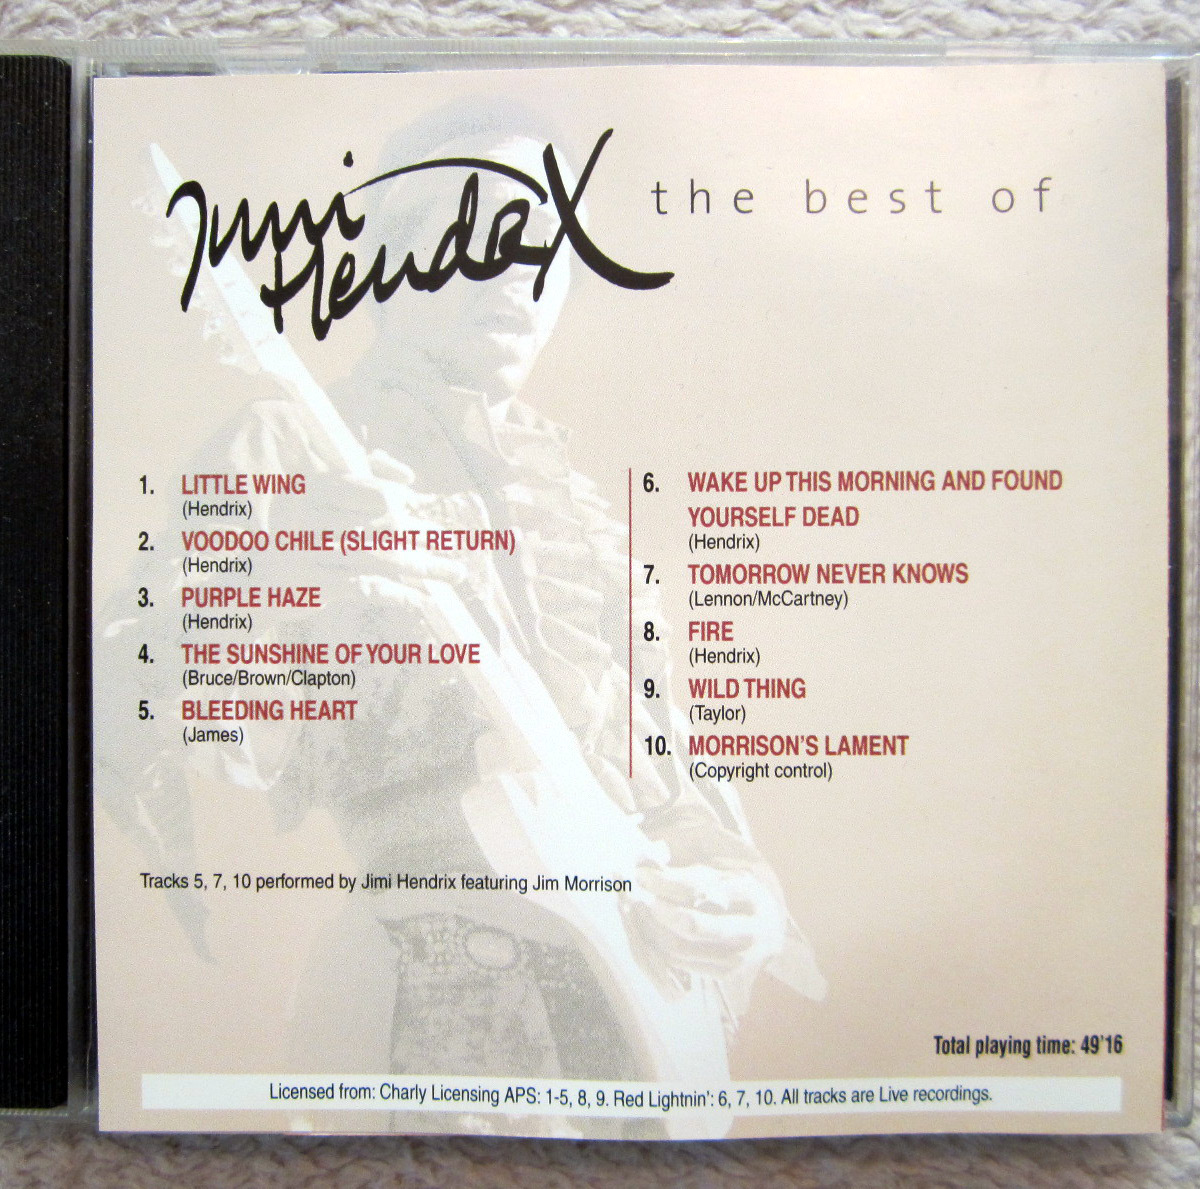 Jimi
Hendrix
the best of
1. LITTLE WING
(Hendrix)
2. VOODOO CHILE (SLIGHT RETURN)
(Hendrix)
3. PURPLE HAZE
(Hendrix)
4. THE SUNSHINE OF YOUR LOVE
(Bruce/Brown/Clapton)
5. BLEEDING HEART
(James)
6. WAKE UP THIS MORNING AND FOUND
YOURSELF DEAD
(Hendrix)
7. TOMORROW NEVER KNOWS
(Lennon/McCartney)
8. FIRE
(Hendrix)
9. WILD THING
(Taylor)
10. MORRISON'S LAMENT
(Copyright control)
Tracks 5, 7, 10 performed by Jimi Hendrix featuring Jim Morrison
Total playing time: 49'16
Licensed from: Charly Licensing APS: 1-5, 8, 9. Red Lightnin': 6, 7, 10. All tracks are Live recordings.